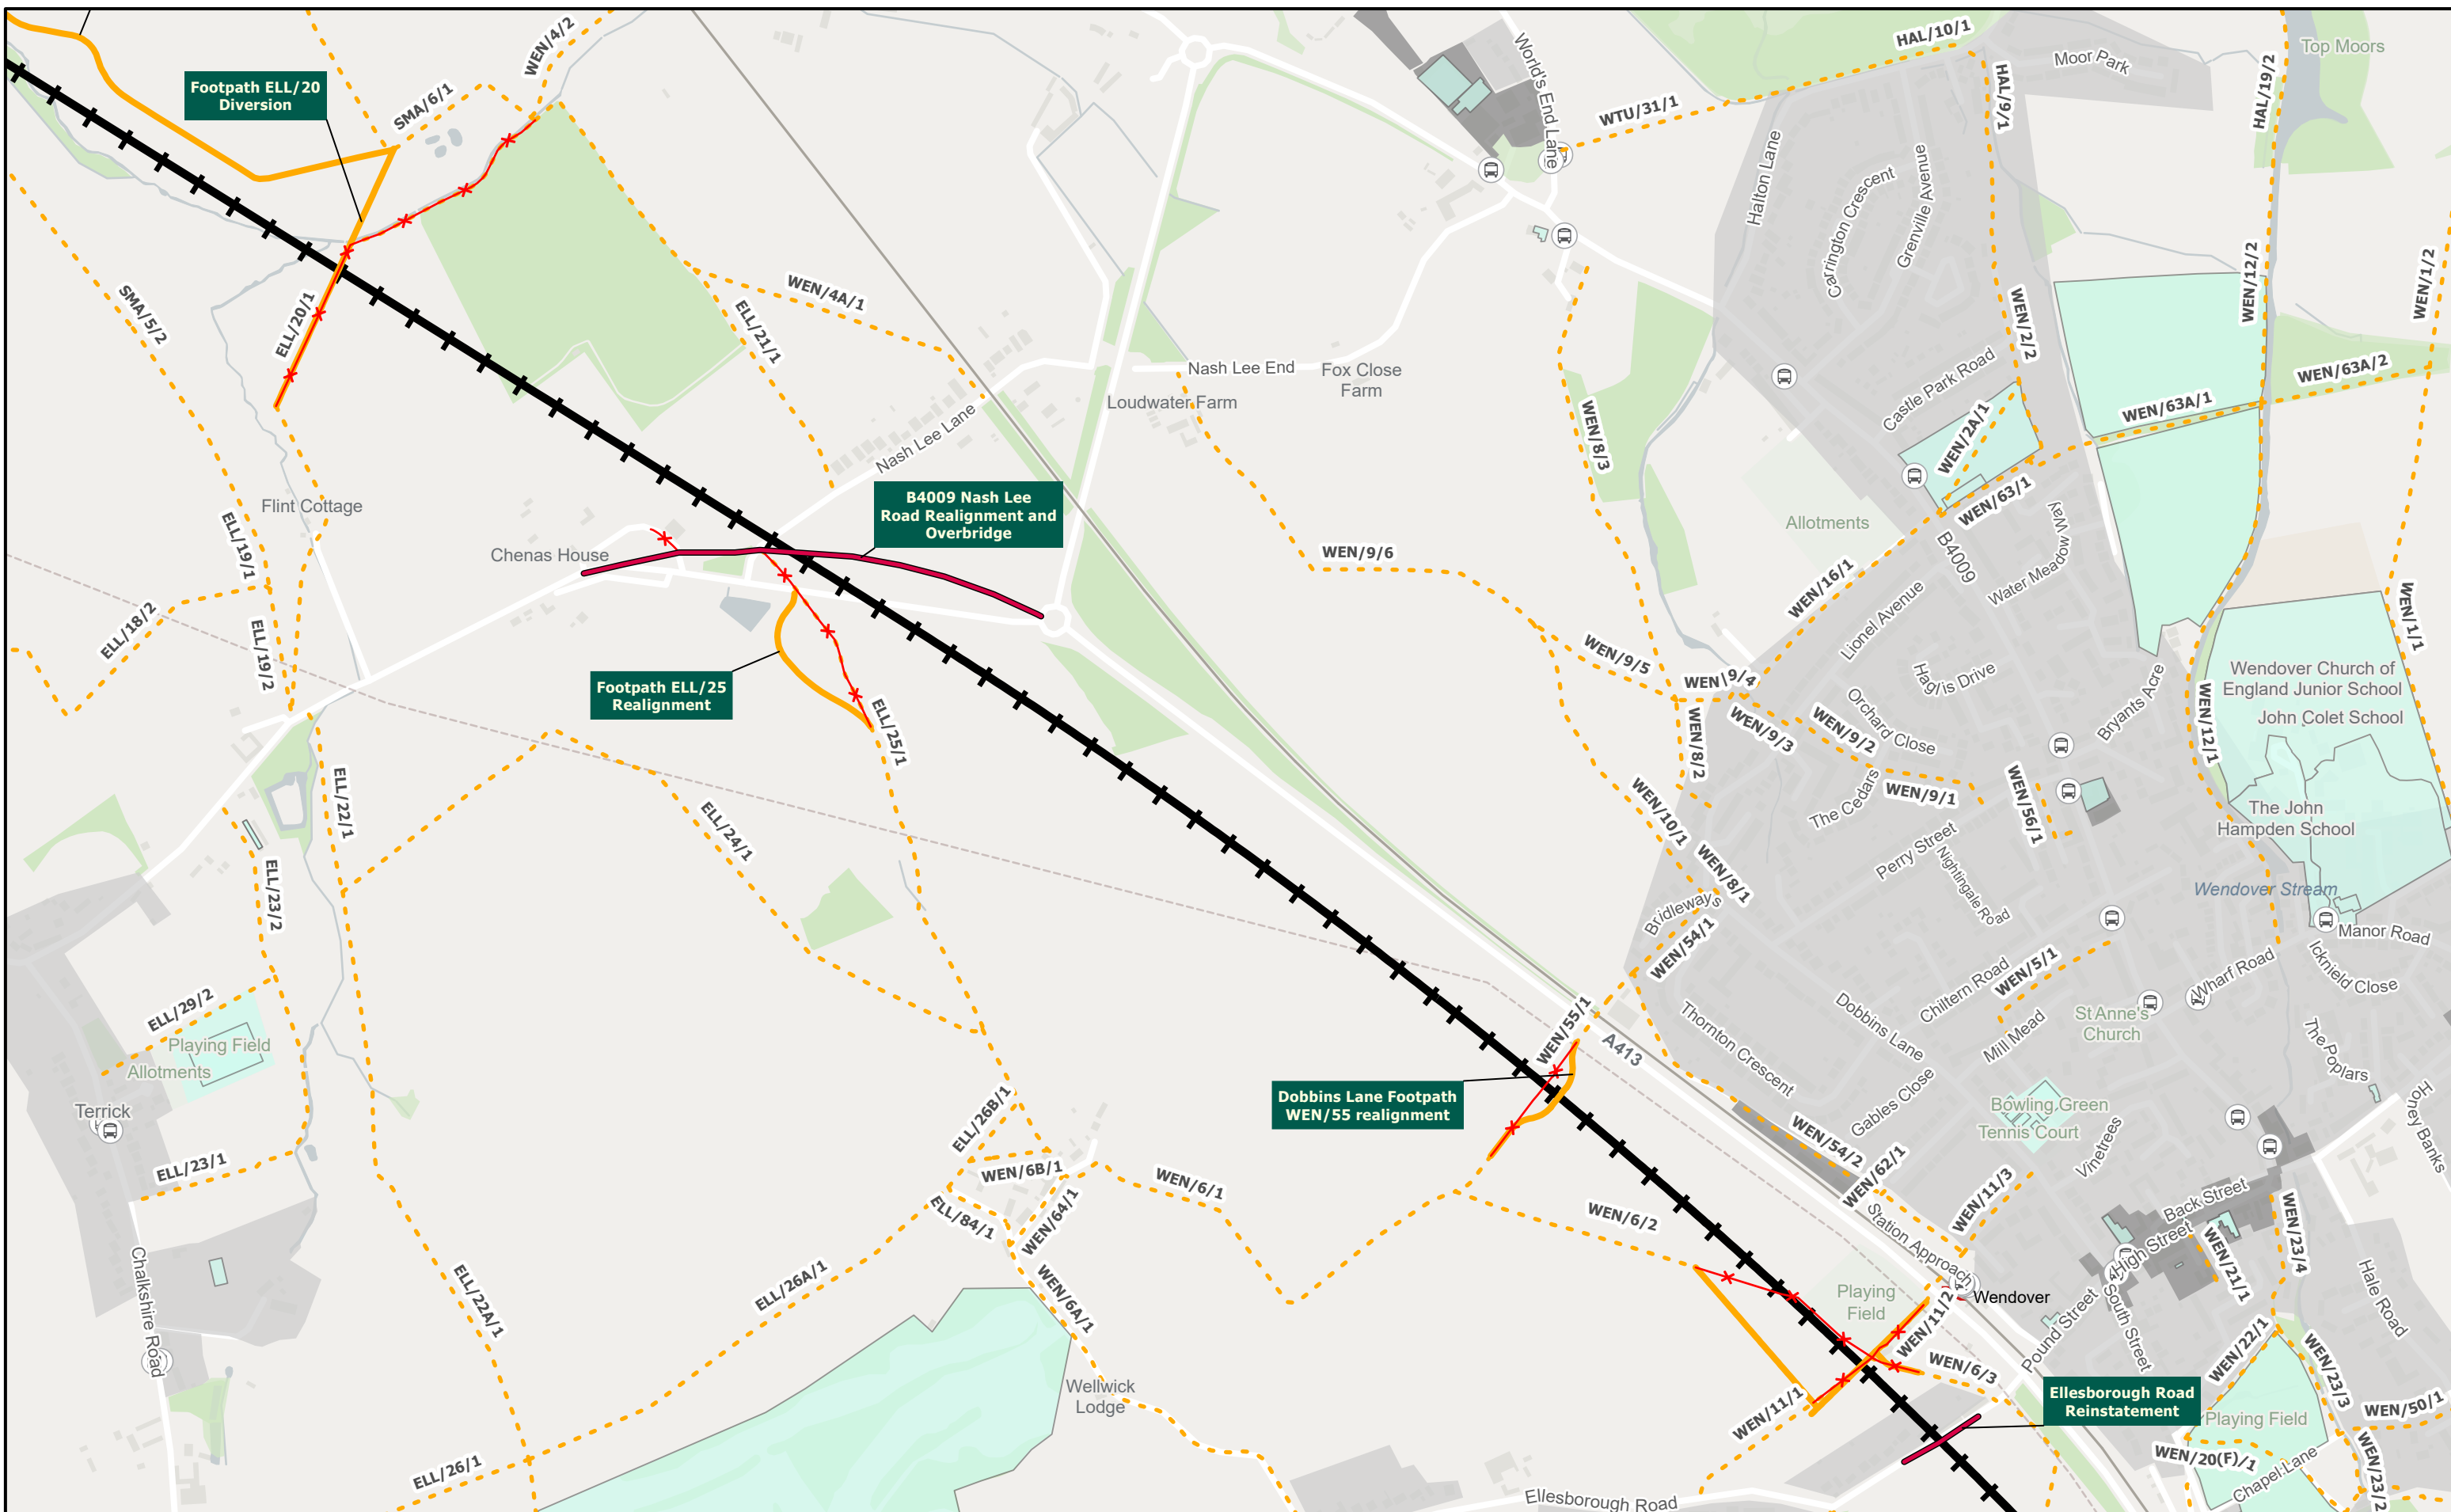 WEN/4/2
HAL/10/1
Moor Park
Top Moors
World's End Lane
HAL/9/1
HAL/19/2
Footpath ELL/20
Diversion
SMA/6/1
WTU/31/1
Halton Lane
Carrington Crescent
Grenville Avenue
SMA/5/2
ELL/20/1
WEN/4A/1
ELL/21/1
WEN/2/2
WEN/12/2
WEN/1/2
Nash Lee End
Fox Close
Farm
Loudwater Farm
Castle Park Road
WEN/63A/2
WEN/63A/1
WEN/2A/1
Nash Lee Lane
WEN/8/3
Flint Cottage
B4009 Nash Lee
Road Realignment and
Overbridge
WEN/63/1
Allotments
ELL/19/1
Chenas House
WEN/9/6
B4009
Water Meadow Way
WEN/16/1
Lionel Avenue
WEN/1/1
ELL/18/2
ELL/19/2
WEN/9/5
WEN/9/4
Wendover Church of
England Junior School
John Colet School
Footpath ELL/25
Realignment
ELL/25/1
WEN/8/2
WEN/9/3
WEN/9/2
Orchard Close
Bryants Acre
WEN/12/1
ELL/22/1
ELL/24/1
WEN/10/1
The Cedars
WEN/9/1
WEN/56/1
The John
Hampden School
ELL/23/2
WEN/8/1
Perry Street
Nightingale Road
Wendover Stream
Bridleways
WEN/54/1
Manor Road
Icknield Close
ELL/29/2
Playing Field
Allotments
WEN/55/1
A413
Thornton Crescent
Dobbins Lane
Chiltern Road
WEN/5/1
Wharf Road
St Anne's
Church
Mill Mead
The Poplars
Terrick
Dobbins Lane Footpath
WEN/55 realignment
Gables Close
Bowling Green
Tennis Court
Vinetrees
Honey Banks
ELL/26B/1
WEN/6B/1
ELL/23/1
WEN/6/1
WEN/54/2
WEN/62/1
WEN/11/3
ELL/84/1
WEN/64/1
WEN/6/2
Station Approach
Back Street
High Street
WEN/21/1
WEN/23/4
Chalkshire Road
ELL/22A/1
ELL/26A/1
WEN/6A/1
Playing
Field
WEN/11/2
Wendover
Pound Street
South Street
Hale Road
WEN/22/1
WEN/23/3
Wellwick
Lodge
WEN/11/1
WEN/6/3
Ellesborough Road
Reinstatement
Playing Field
WEN/50/1
ELL/26/1
WEN/20(F)/1
Chapel Lane
WEN/23/2
Ellesborough Road